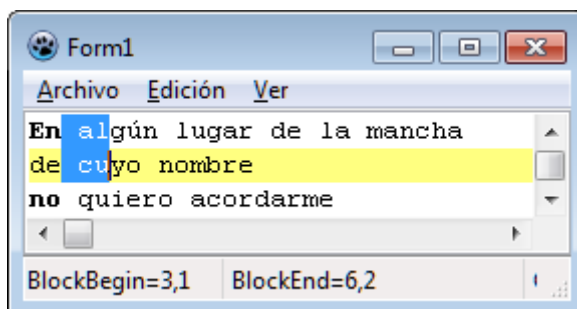 Form1
Archivo Edición Ver
En algún lugar de la mancha
de cuyo nombre
no quiero acordarme
BlockBegin=3,1 BlockEnd=6,2